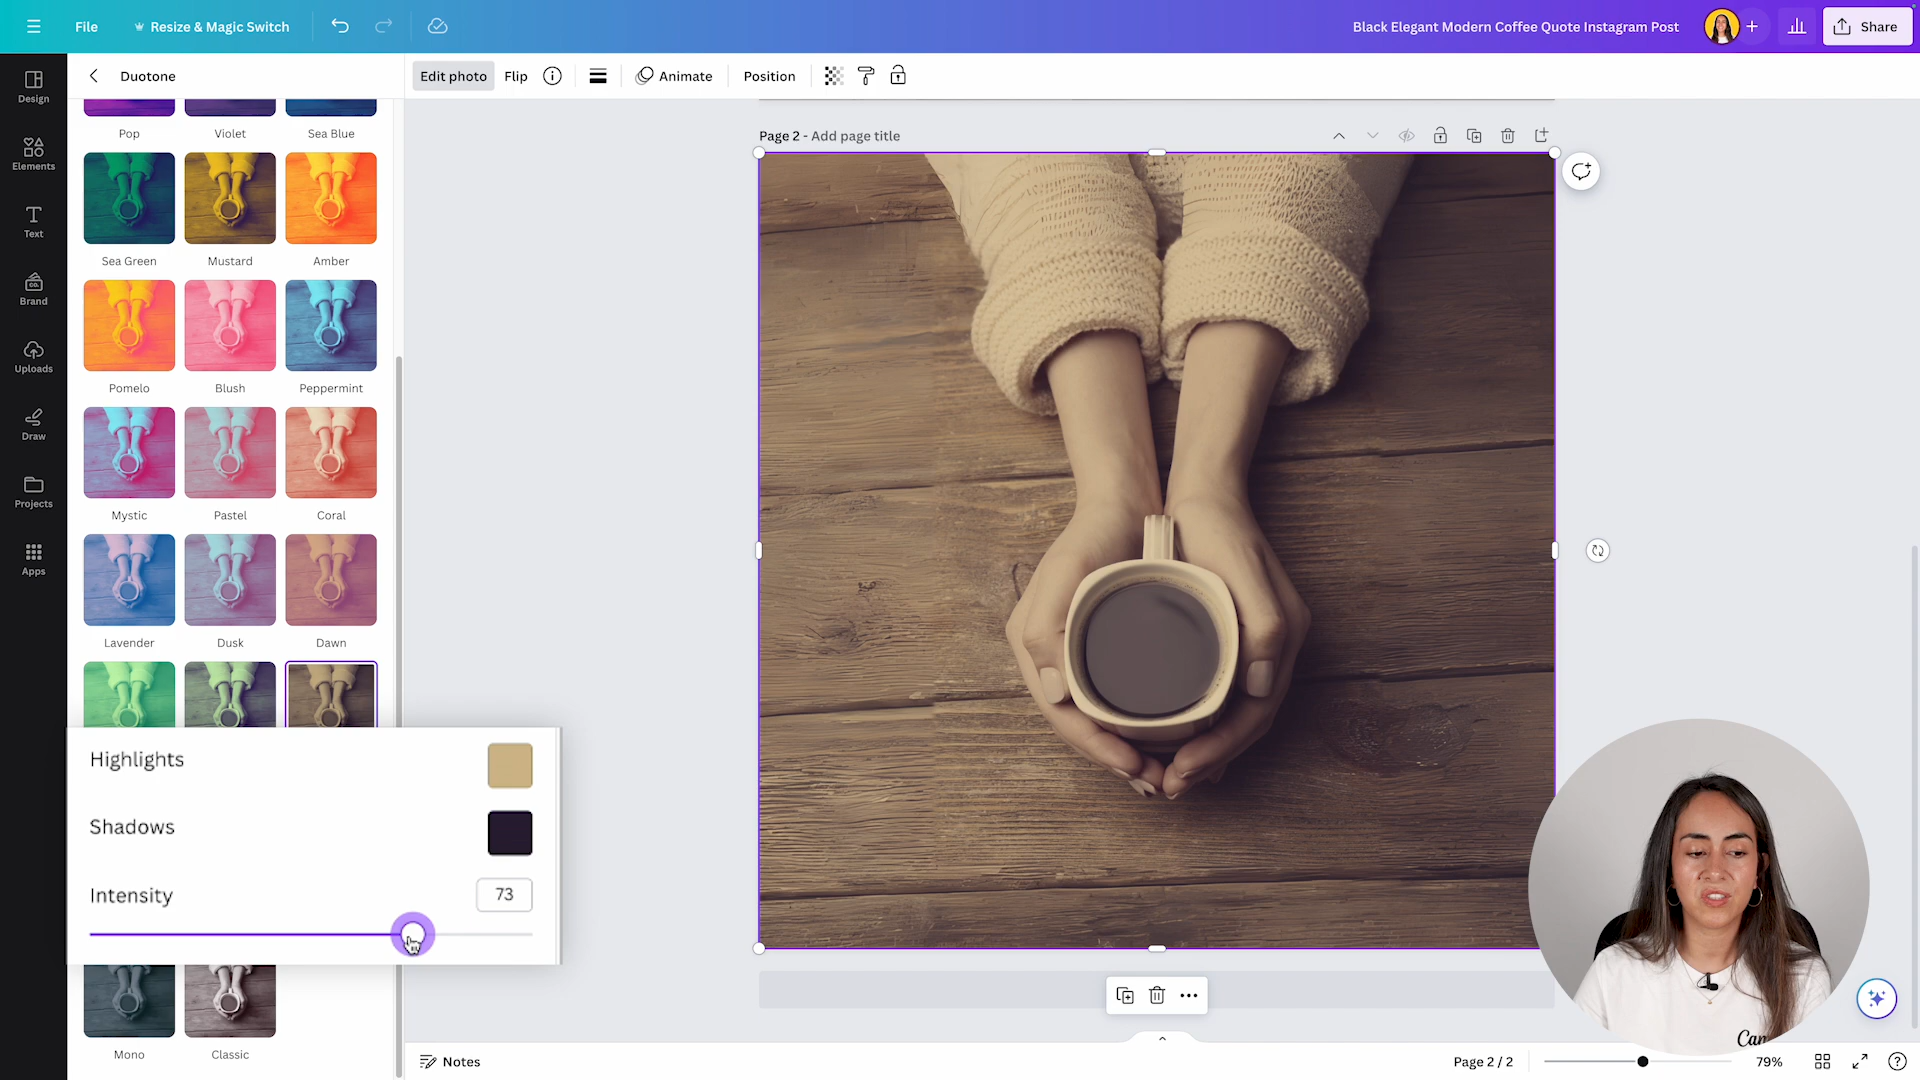 File
Resize & Magic Switch
Black Elegant Modern Coffee Quote Instagram Post
Share
Design
Elements
Text
CO.
Brand
Uploads
Draw
Projects
Apps
Duotone
Edit photo
Flip
Animate
Position
Pop
Violet
Sea Blue
Sea Green
Mustard
Amber
Pomelo
Blush
Peppermint
Mystic
Pastel
Coral
Lavender
Dusk
Dawn
Highlights
Shadows
Intensity
73
Mono
Classic
Page 2 - Add page title
Notes
Page 2 / 2
79%